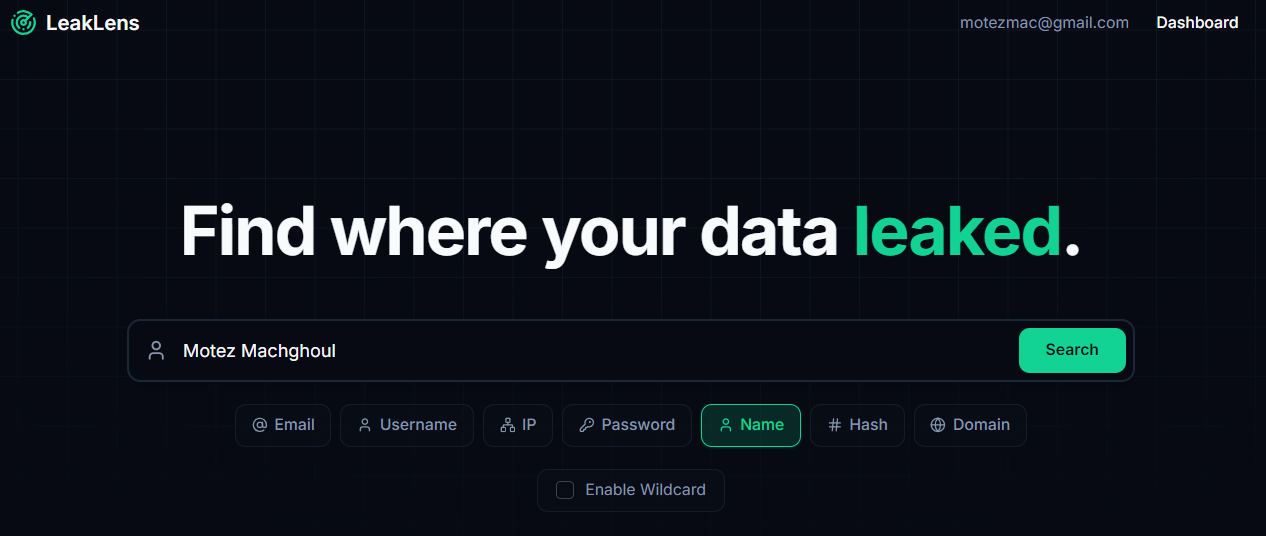 LeakLens
motezmac@gmail.com
Dashboard
Find where your data leaked.
Motez Machghoul
Search
Email
Username
IP
Password
Name
Hash
Domain
Enable Wildcard